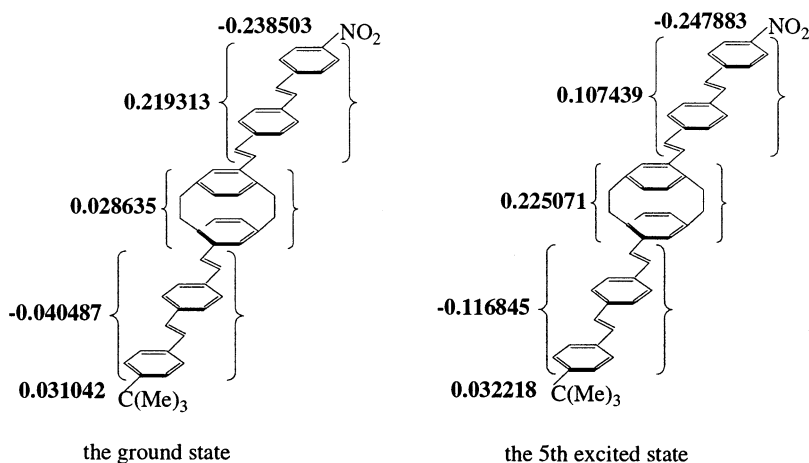 -0.238503
NO2
0.219313
0.028635
-0.040487
0.031042
C(Me)3
the ground state
-0.247883
NO2
0.107439
0.225071
-0.116845
0.032218
C(Me)3
the 5th excited state